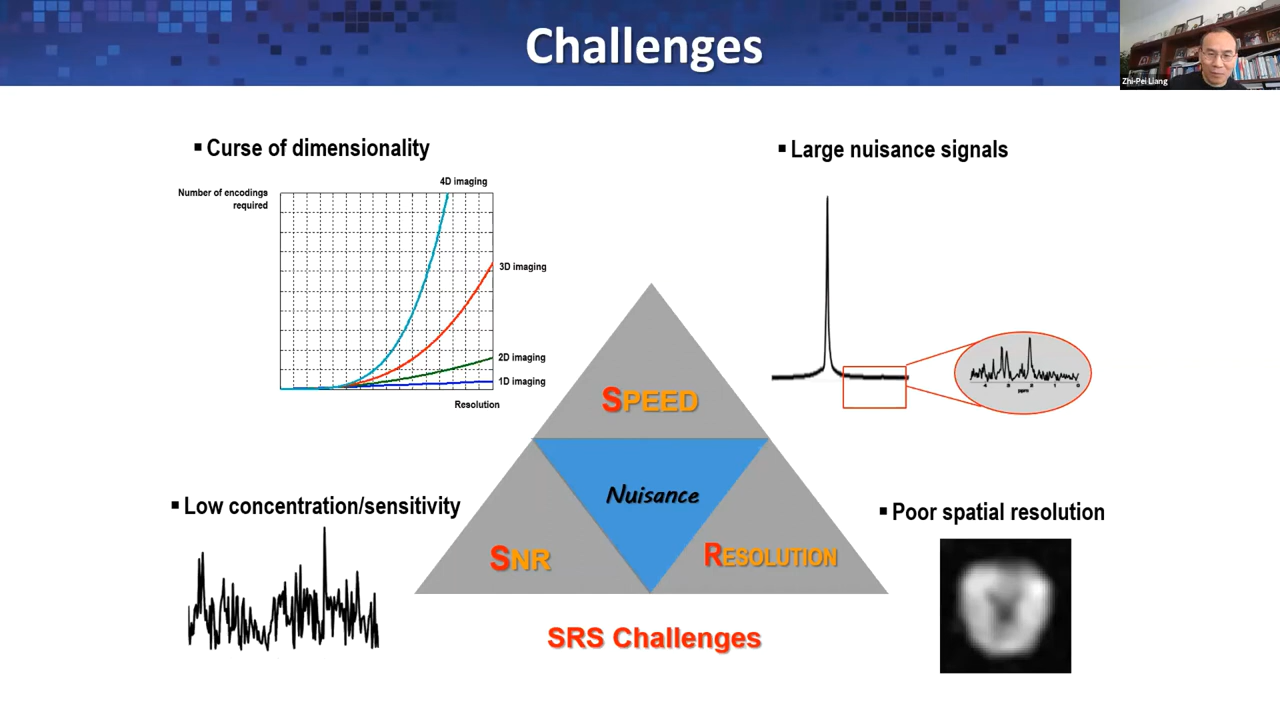 Challenges
Zhi-Pei Liang
▪ Curse of dimensionality
4D imaging
Number of encodings
required
3D imaging
2D imaging
1D imaging
Resolution
▪ Large nuisance signals
ppm
SPEED
Nuisance
SNR
RESOLUTION
▪ Low concentration/sensitivity
▪ Poor spatial resolution
SRS Challenges